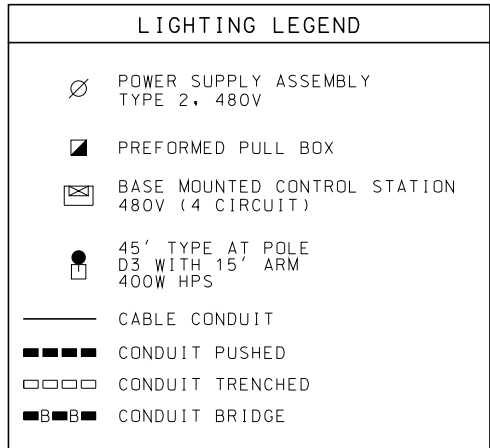 LIGHTING LEGEND
POWER SUPPLY ASSEMBLY
TYPE 2, 480V
PREFORMED PULL BOX
BASE MOUNTED CONTROL STATION
480V (4 CIRCUIT)
45' TYPE AT POLE
D3 WITH 15' ARM
400W HPS
CABLE CONDUIT
CONDUIT PUSHED
CONDUIT TRENCHED
B B CONDUIT BRIDGE